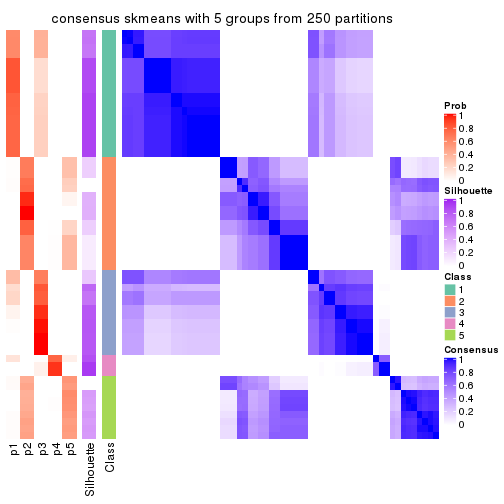 consensus skmeans with 5 groups from 250 partitions
Prob
1
0.8
0.6
0.4
0.2
0
Silhouette
1
0.8
0.6
0.4
0.2
0
Class
1
2
3
4
5
Consensus
1
0.8
0.6
0.4
0.2
0
p1
p2
p3
p4
p5
Silhouette
Class